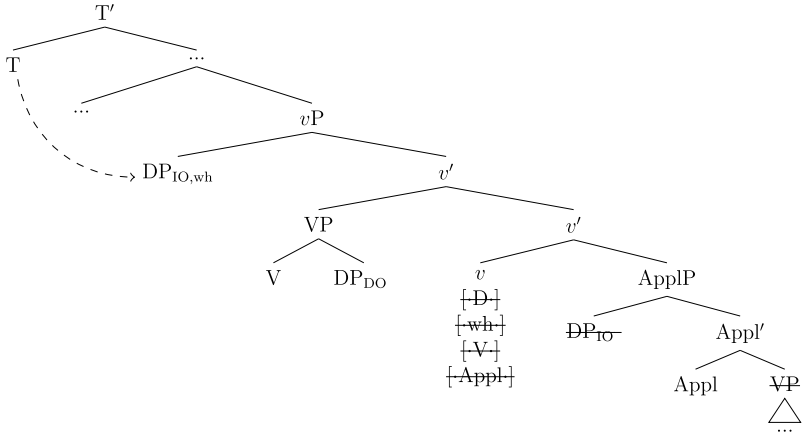 T′
T ...
... vP
DP_IO,wh v′
VP v′
V DP_DO v ApplP
[·D·]
[·wh·] DP_IO Appl′
[·V·]
[·Appl·] Appl VP
...